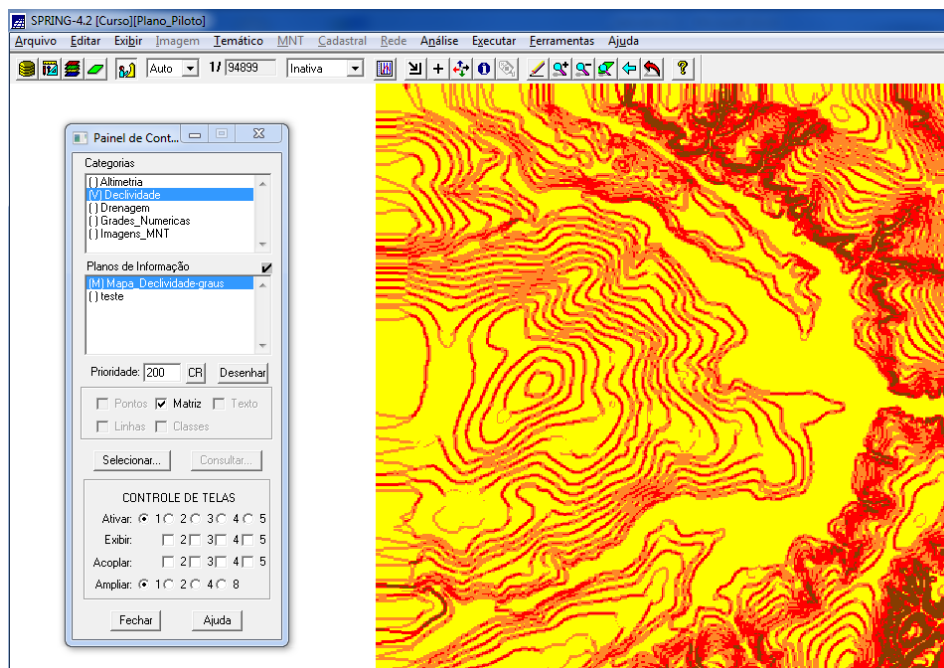 SPRING-4.2 [Curso][Plano_Piloto]
Arquivo Editar Exibir Imagem Temático MNT Cadastral Rede Análise Executar Ferramentas Ajuda
Auto 1/ 94899 Inativa
Painel de Cont...
Categorias
( ) Altimetria
(V) Declividade
( ) Drenagem
( ) Grades_Numericas
( ) Imagens_MNT
Planos de Informação
(M) Mapa_Declividade-graus
( ) teste
Prioridade: 200 CR Desenhar
Pontos Matriz Texto
Linhas Classes
Selecionar... Consultar...
CONTROLE DE TELAS
Ativar: 1 2 3 4 5
Exibir: 2 3 4 5
Acoplar: 2 3 4 5
Ampliar: 1 2 4 8
Fechar Ajuda